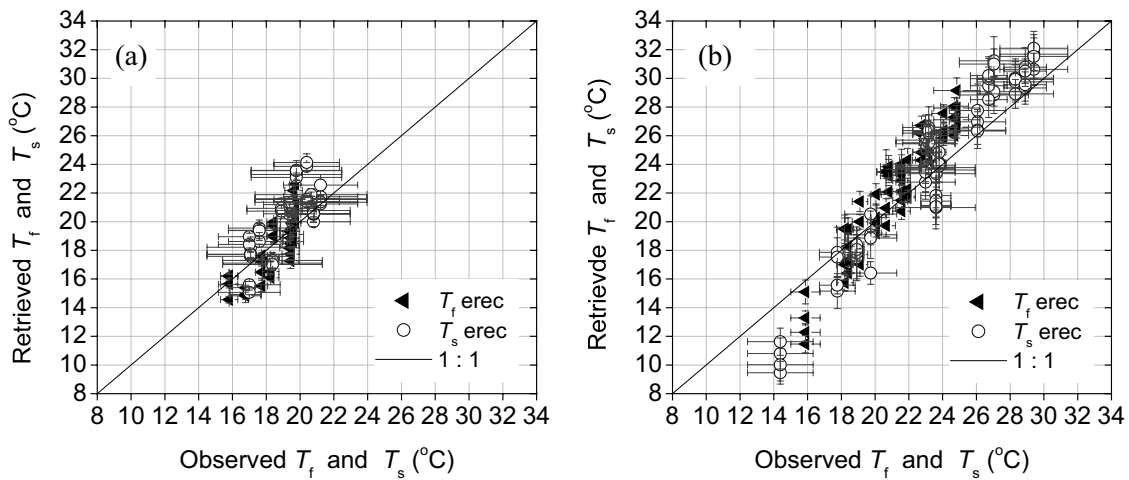 (a)
Retrieved T_f and T_s (°C)
34
32
30
28
26
24
22
20
18
16
14
12
10
8
T_f erec
T_s erec
1 : 1
8 10 12 14 16 18 20 22 24 26 28 30 32 34
Observed T_f and T_s (°C)
(b)
Retrievde T_f and T_s (°C)
34
32
30
28
26
24
22
20
18
16
14
12
10
8
T_f erec
T_s erec
1 : 1
8 10 12 14 16 18 20 22 24 26 28 30 32 34
Observed T_f and T_s (°C)